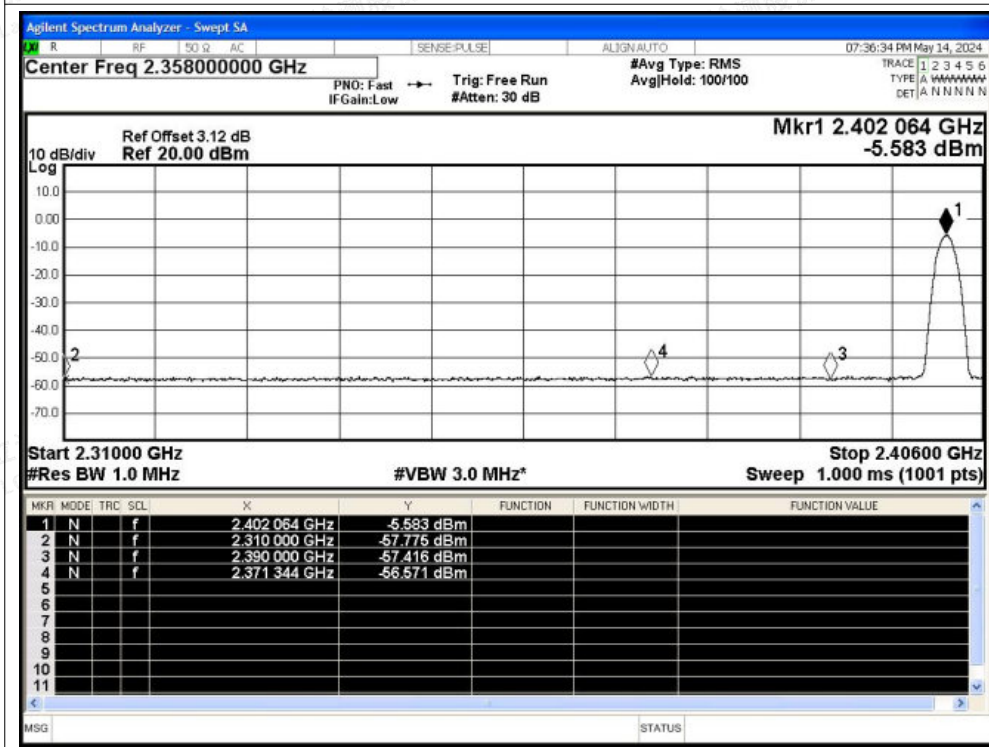 Agilent Spectrum Analyzer - Swept SA
LXI R RF 50 Ω AC SENSE:PULSE ALIGN AUTO 07:36:34 PM May 14, 2024
Center Freq 2.358000000 GHz #Avg Type: RMS TRACE 1 2 3 4 5 6
PNO: Fast Trig: Free Run Avg|Hold: 100/100 TYPE A WWWWW
IFGain:Low #Atten: 30 dB DET A N N N N N
Mkr1 2.402 064 GHz
-5.583 dBm
Ref Offset 3.12 dB
10 dB/div Ref 20.00 dBm
Log
10.0
0.00
-10.0
-20.0
-30.0
-40.0
-50.0
-60.0
-70.0
1
2
4
3
Start 2.31000 GHz Stop 2.40600 GHz
#Res BW 1.0 MHz #VBW 3.0 MHz* Sweep 1.000 ms (1001 pts)
MKR MODE TRC SCL X Y FUNCTION FUNCTION WIDTH FUNCTION VALUE
1 N f 2.402 064 GHz -5.583 dBm
2 N f 2.310 000 GHz -57.775 dBm
3 N f 2.390 000 GHz -57.416 dBm
4 N f 2.371 344 GHz -56.571 dBm
5
6
7
8
9
10
11
MSG STATUS